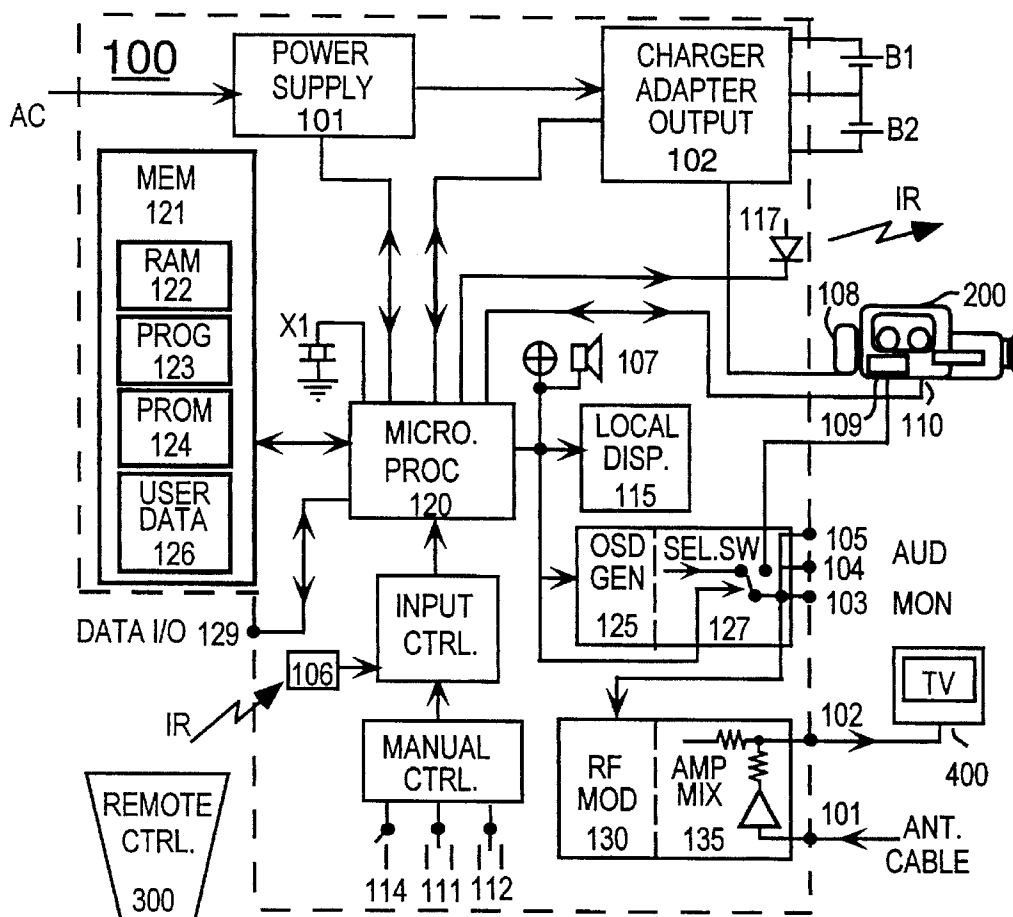 100
POWER
SUPPLY
101
CHARGER
ADAPTER
OUTPUT
102
B1
B2
AC
MEM
121
RAM
122
PROG
123
PROM
124
USER
DATA
126
X1
117
IR
108
200
107
109
110
MICRO.
PROC
120
LOCAL
DISP.
115
OSD
GEN
125
SEL.SW
127
105
104
103
AUD
MON
DATA I/O 129
INPUT
CTRL.
106
IR
MANUAL
CTRL.
114
111
112
REMOTE
CTRL.
300
RF
MOD
130
AMP
MIX
135
102
TV
400
101
ANT.
CABLE